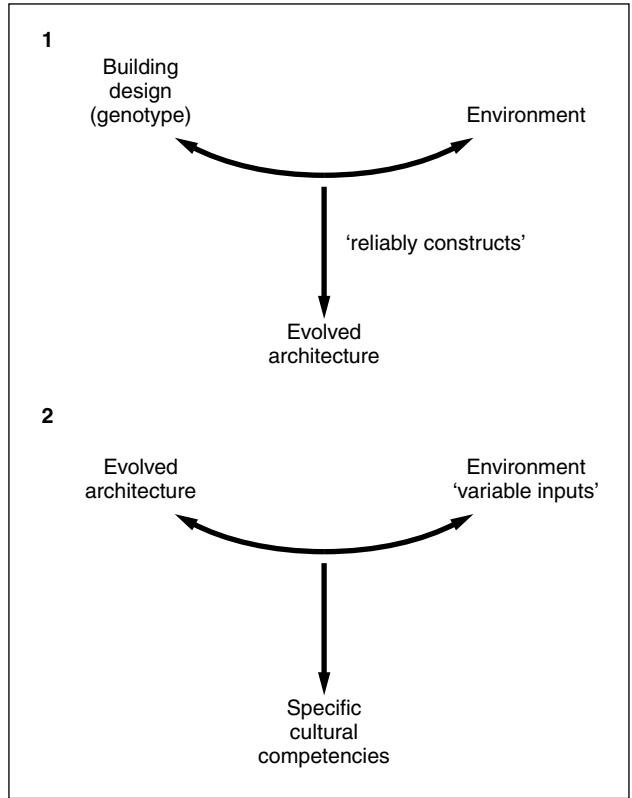 1
Building
design
(genotype)
Environment
‘reliably constructs’
Evolved
architecture
2
Evolved
architecture
Environment
‘variable inputs’
Specific
cultural
competencies